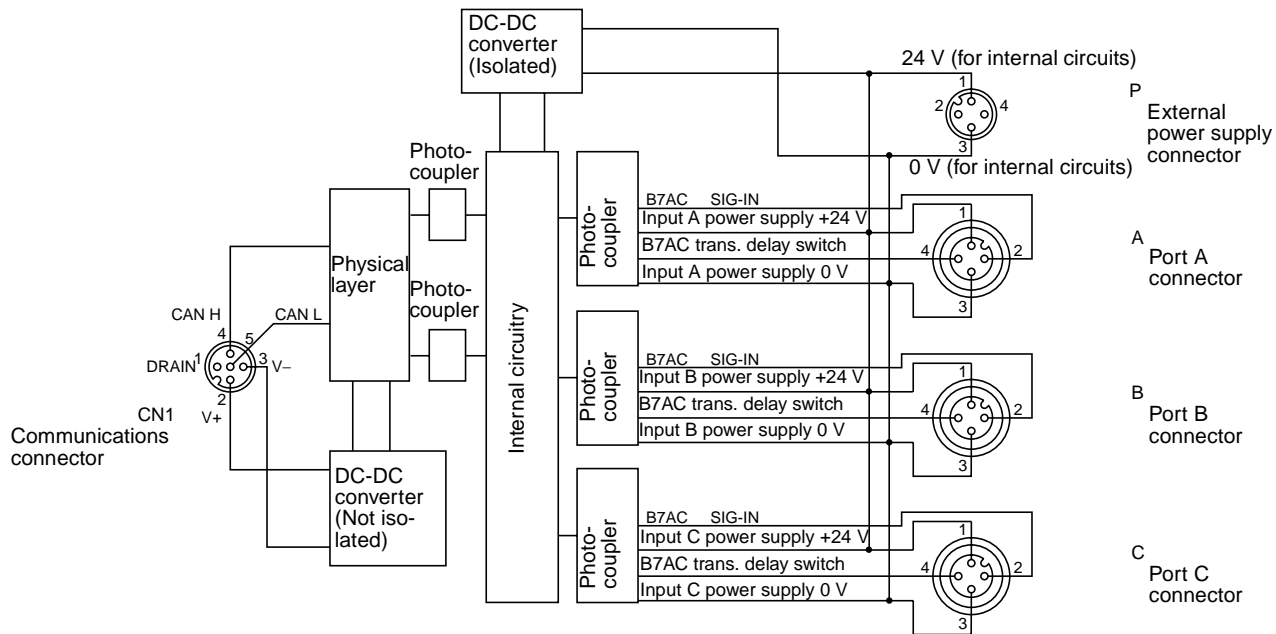 DC-DC
converter
(Isolated)
24 V (for internal circuits)
1
2
4
3
P
External
power supply
connector
0 V (for internal circuits)
Photo-
coupler
Photo-
coupler
Physical
layer
Internal circuitry
CAN H
CAN L
4
5
DRAIN
1
3
V–
2
CN1
V+
Communications
connector
DC-DC
converter
(Not iso-
lated)
Photo-
coupler
B7AC SIG-IN
Input A power supply +24 V
B7AC trans. delay switch
Input A power supply 0 V
1
4
2
3
A
Port A
connector
Photo-
coupler
B7AC SIG-IN
Input B power supply +24 V
B7AC trans. delay switch
Input B power supply 0 V
1
4
2
3
B
Port B
connector
Photo-
coupler
B7AC SIG-IN
Input C power supply +24 V
B7AC trans. delay switch
Input C power supply 0 V
1
4
2
3
C
Port C
connector